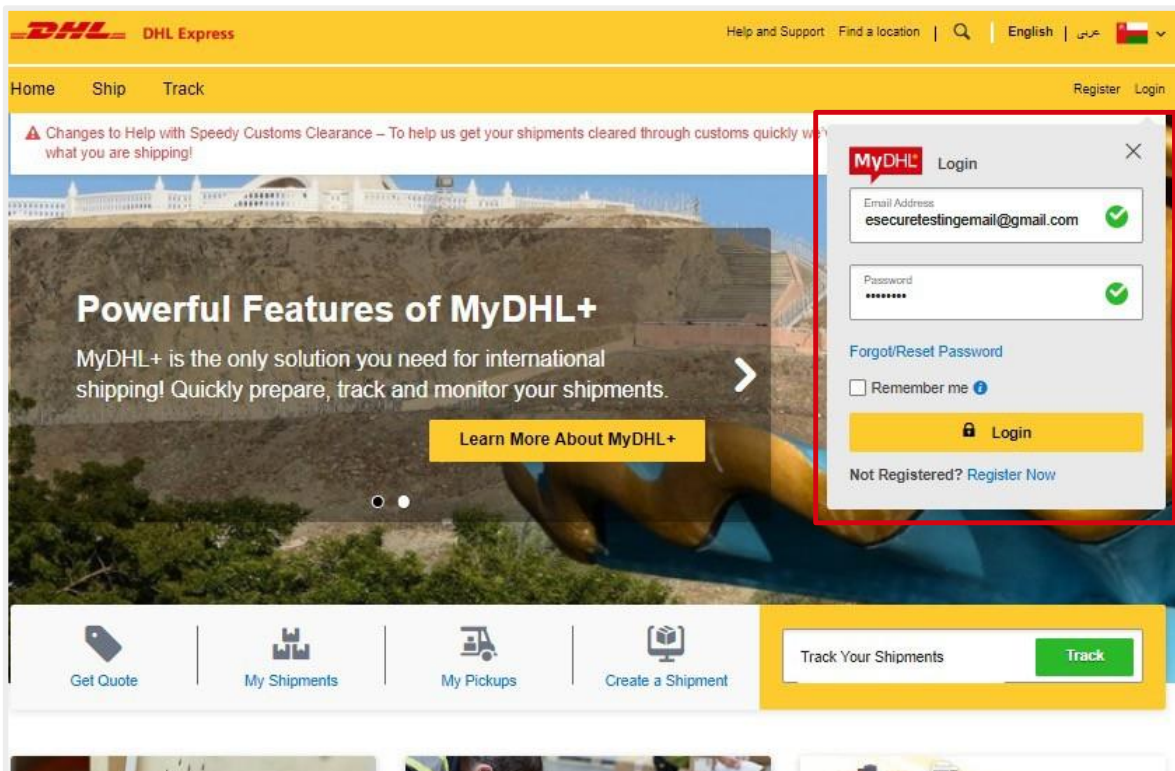 DHL DHL Express
Help and Support Find a location | English | عربي
Home Ship Track
Register Login
Changes to Help with Speedy Customs Clearance – To help us get your shipments cleared through customs quickly we'
what you are shipping!
MyDHL+ Login
Email Address
esecuretestingemail@gmail.com
Password
••••••••
Forgot/Reset Password
Remember me
Login
Not Registered? Register Now
Powerful Features of MyDHL+
MyDHL+ is the only solution you need for international
shipping! Quickly prepare, track and monitor your shipments.
Learn More About MyDHL+
Get Quote
My Shipments
My Pickups
Create a Shipment
Track Your Shipments
Track